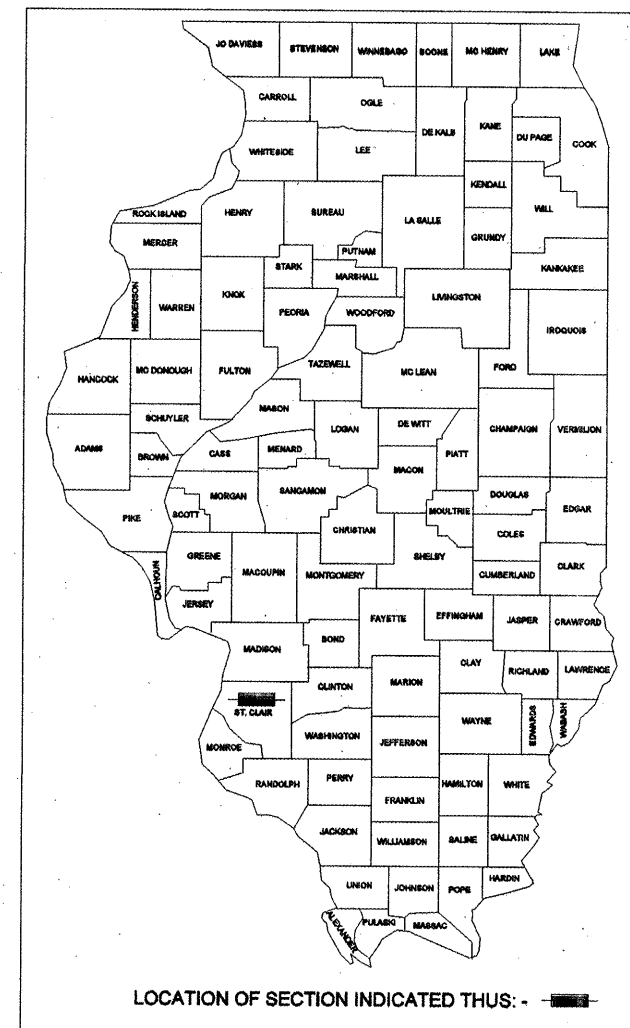 JO DAVIESS STEVENSON WINNEBAGO BOONE MC HENRY LAKE
CARROLL OGLE DE KALB KANE DU PAGE COOK
WHITESIDE LEE
KENDALL
ROCK ISLAND HENRY BUREAU LA SALLE WILL
MERCER PUTNAM GRUNDY
STARK MARSHALL KANKAKEE
HENDERSON WARREN KNOX PEORIA WOODFORD LIVINGSTON IROQUOIS
HANCOCK MC DONOUGH FULTON TAZEWELL MC LEAN FORD
MASON
SCHUYLER LOGAN DE WITT CHAMPAIGN VERMILION
ADAMS BROWN CASS MENARD MACON PIATT
MORGAN SANGAMON DOUGLAS
PIKE SCOTT CHRISTIAN MOULTRIE EDGAR
COLES
GREENE SHELBY
CALHOUN MACOUPIN MONTGOMERY CUMBERLAND CLARK
JERSEY
FAYETTE EFFINGHAM JASPER CRAWFORD
MADISON BOND
CLAY RICHLAND LAWRENCE
CLINTON MARION
ST. CLAIR WAYNE EDWARDS WABASH
WASHINGTON JEFFERSON
MONROE
RANDOLPH PERRY HAMILTON WHITE
FRANKLIN
JACKSON WILLIAMSON SALINE GALLATIN
HARDIN
UNION JOHNSON POPE
ALEXANDER PULASKI MASSAC
LOCATION OF SECTION INDICATED THUS: -